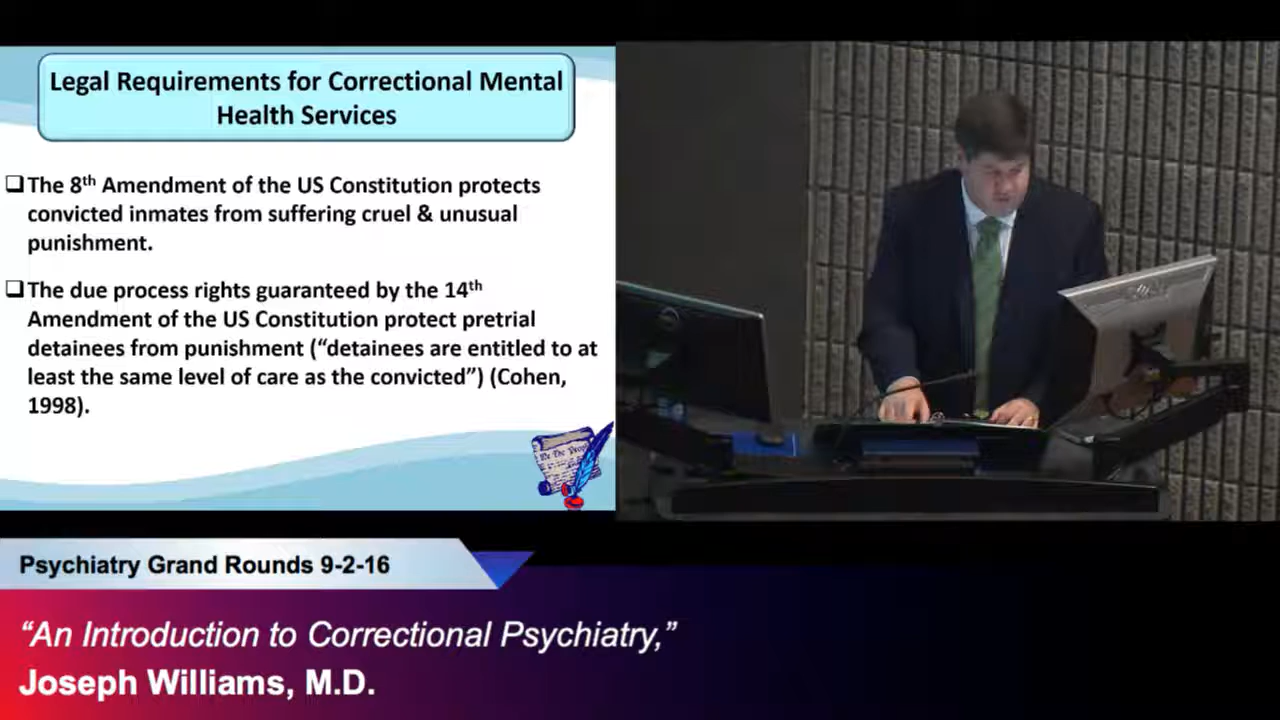 Legal Requirements for Correctional Mental
Health Services
The 8th Amendment of the US Constitution protects
convicted inmates from suffering cruel & unusual
punishment.
The due process rights guaranteed by the 14th
Amendment of the US Constitution protect pretrial
detainees from punishment (“detainees are entitled to at
least the same level of care as the convicted”) (Cohen,
1998).
We The People
Psychiatry Grand Rounds 9-2-16
“An Introduction to Correctional Psychiatry,”
Joseph Williams, M.D.